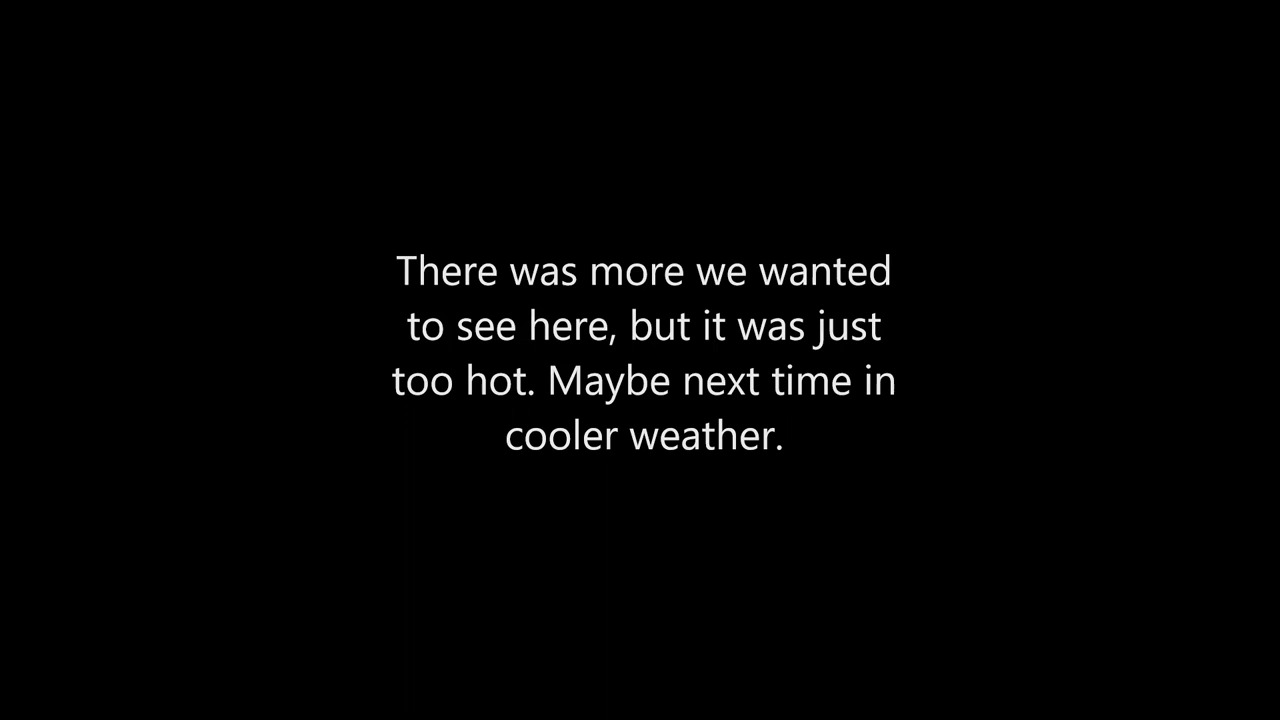 There was more we wanted
to see here, but it was just
too hot. Maybe next time in
cooler weather.